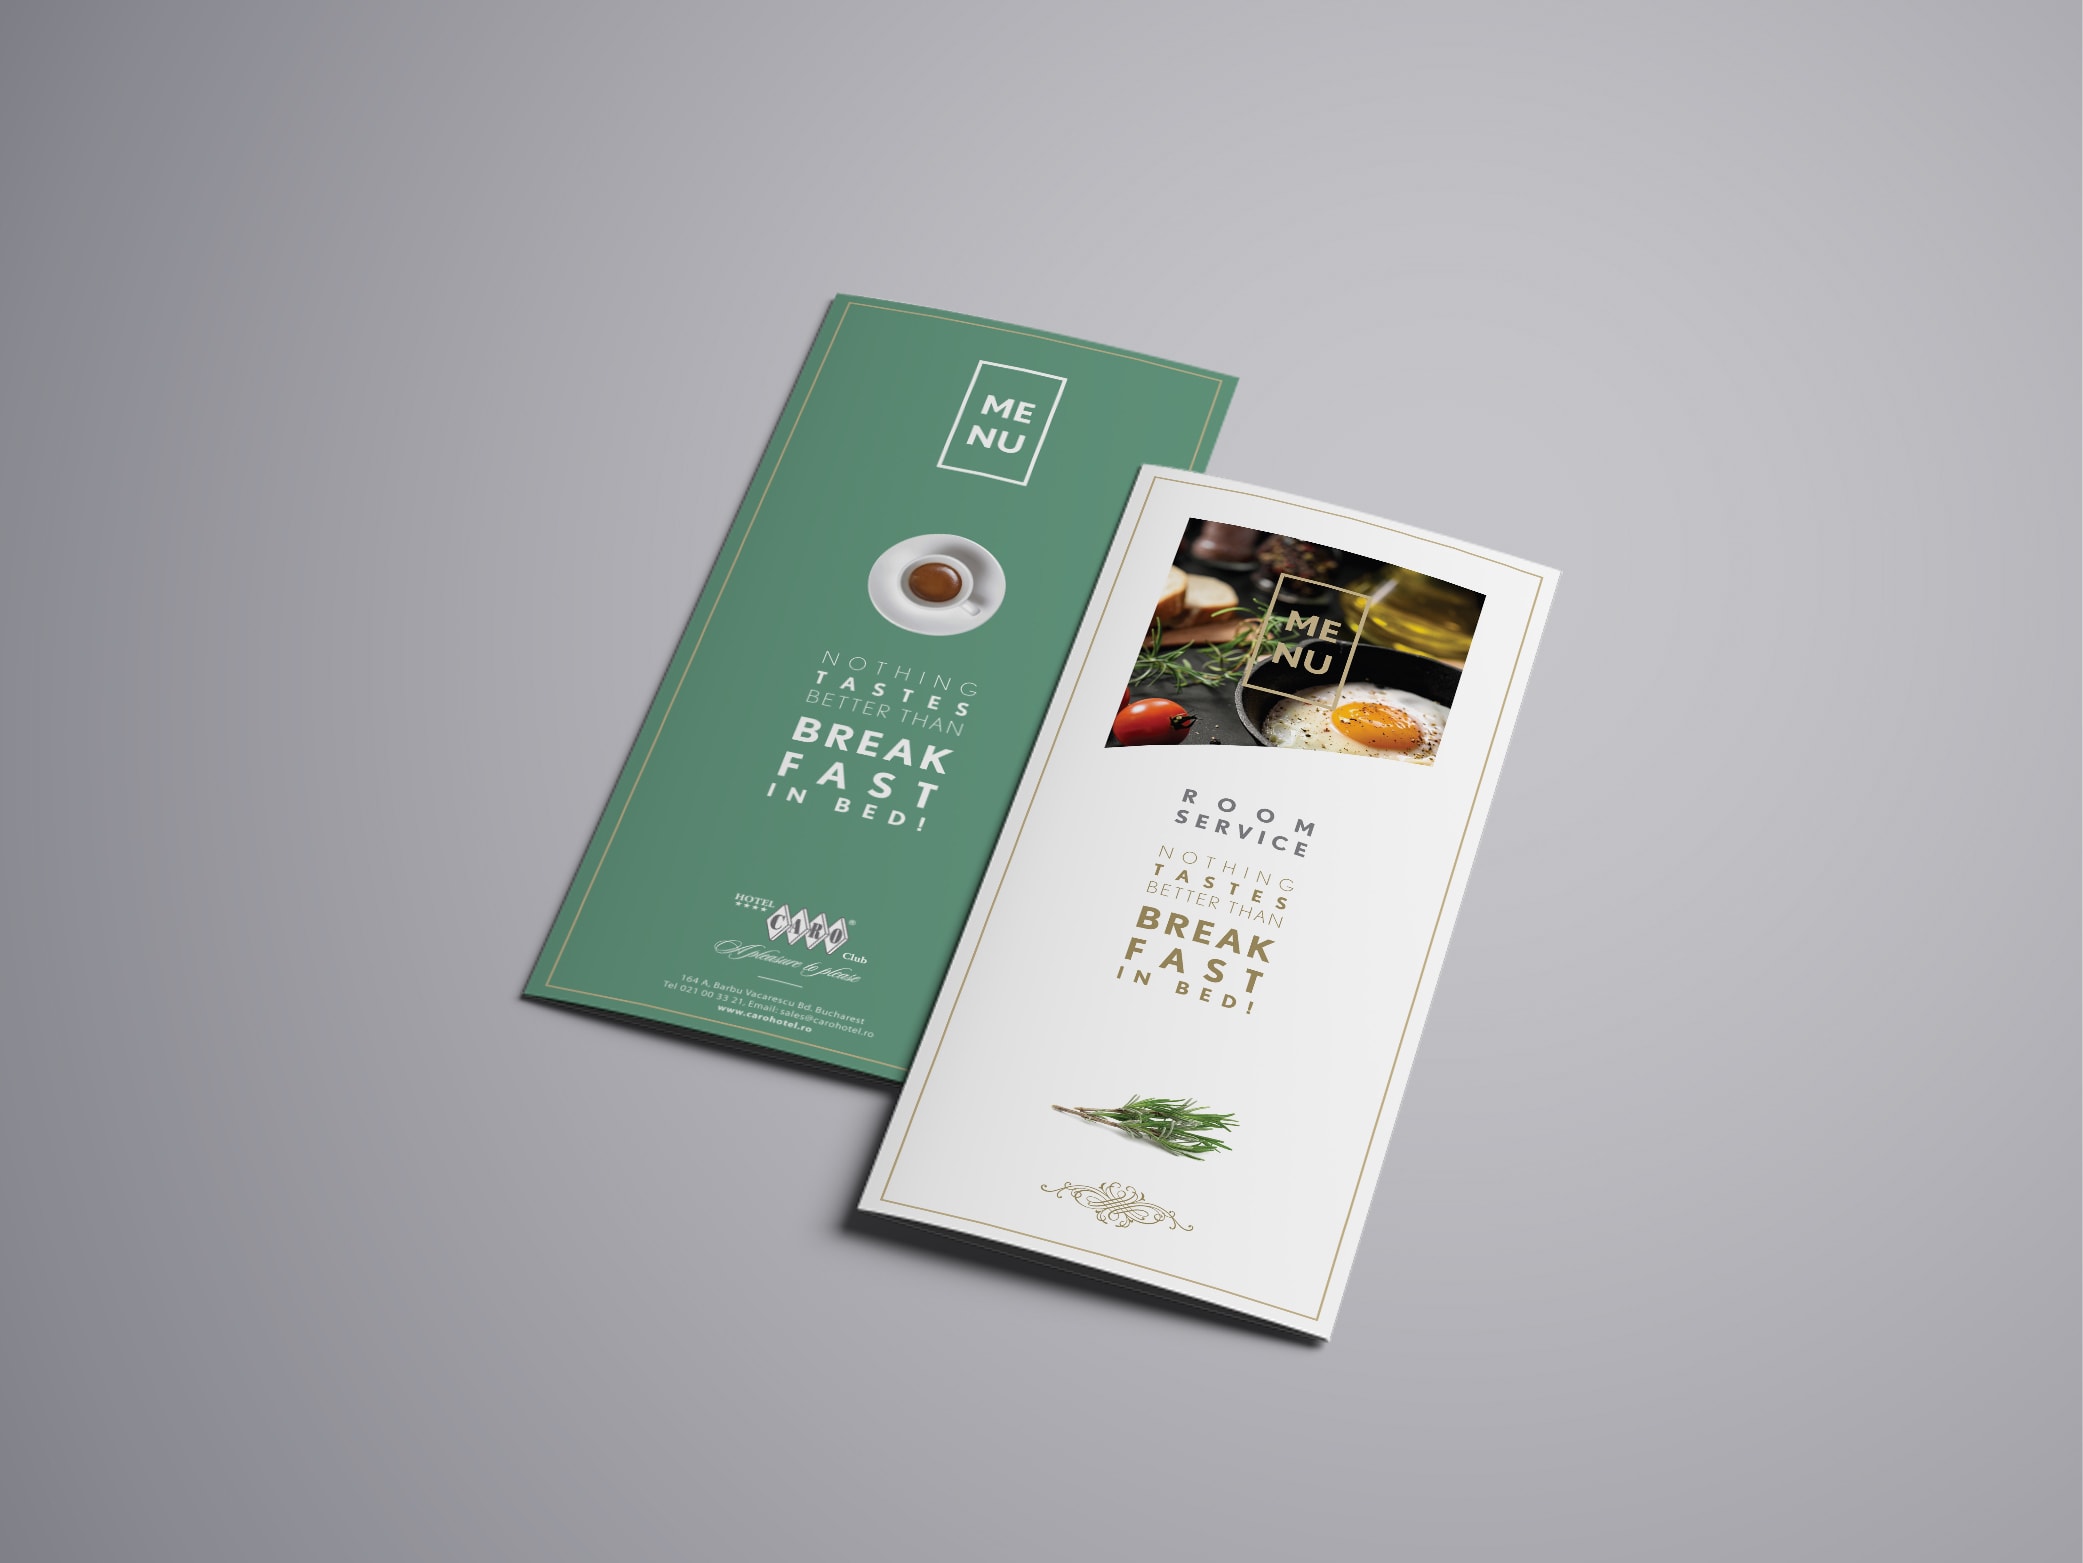 ME
NU
NOTHING
TASTES
BETTER THAN
BREAK
FAST
IN BED!
HOTEL
CARO®
Club
A pleasure to please
164 A, Barbu Vacarescu Bd. Bucharest
Tel 021 00 33 21, Email: sales@carohotel.ro
www.carohotel.ro
ME
NU
ROOM
SERVICE
NOTHING
TASTES
BETTER THAN
BREAK
FAST
IN BED!